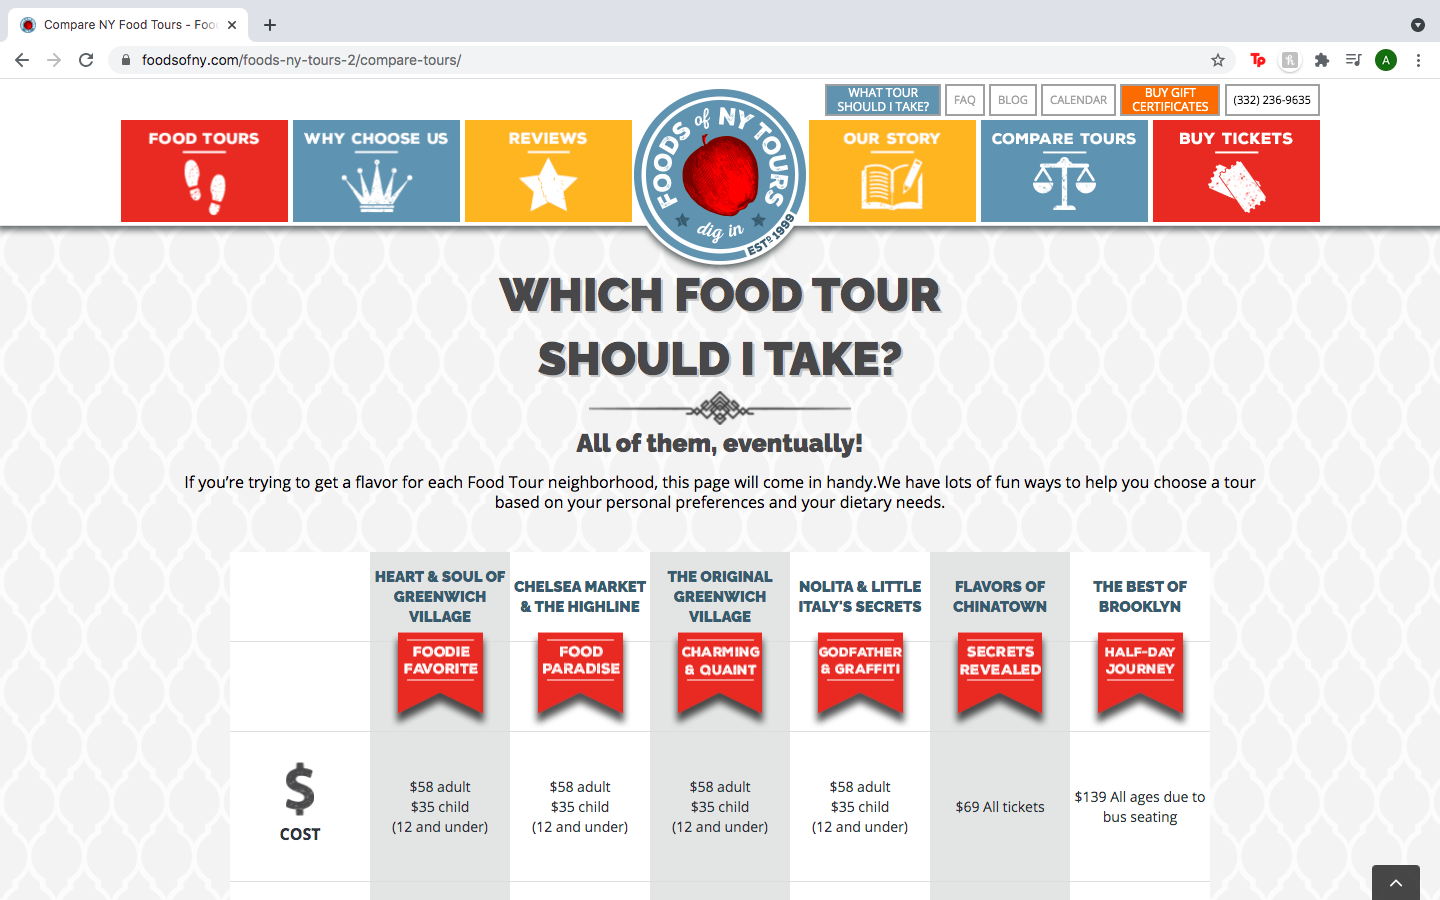 Compare NY Food Tours - Foo
foodsofny.com/foods-ny-tours-2/compare-tours/
A
WHAT TOUR
SHOULD I TAKE?
FAQ
BLOG
CALENDAR
BUY GIFT
CERTIFICATES
(332) 236-9635
FOOD TOURS
WHY CHOOSE US
REVIEWS
FOODS of NY TOURS
dig in
ESTD 1999
OUR STORY
COMPARE TOURS
BUY TICKETS
WHICH FOOD TOUR
SHOULD I TAKE?
All of them, eventually!
If you’re trying to get a flavor for each Food Tour neighborhood, this page will come in handy.We have lots of fun ways to help you choose a tour
based on your personal preferences and your dietary needs.
HEART & SOUL OF
GREENWICH
VILLAGE
CHELSEA MARKET
& THE HIGHLINE
THE ORIGINAL
GREENWICH
VILLAGE
NOLITA & LITTLE
ITALY'S SECRETS
FLAVORS OF
CHINATOWN
THE BEST OF
BROOKLYN
FOODIE
FAVORITE
FOOD
PARADISE
CHARMING
& QUAINT
GODFATHER
& GRAFFITI
SECRETS
REVEALED
HALF-DAY
JOURNEY
$
COST
$58 adult
$35 child
(12 and under)
$58 adult
$35 child
(12 and under)
$58 adult
$35 child
(12 and under)
$58 adult
$35 child
(12 and under)
$69 All tickets
$139 All ages due to
bus seating